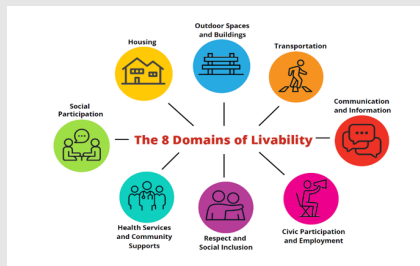 Outdoor Spaces
and Buildings
Housing
Transportation
Social
Participation
Communication
and Information
The 8 Domains of Livability
Health Services
and Community
Supports
Respect and
Social Inclusion
Civic Participation
and Employment